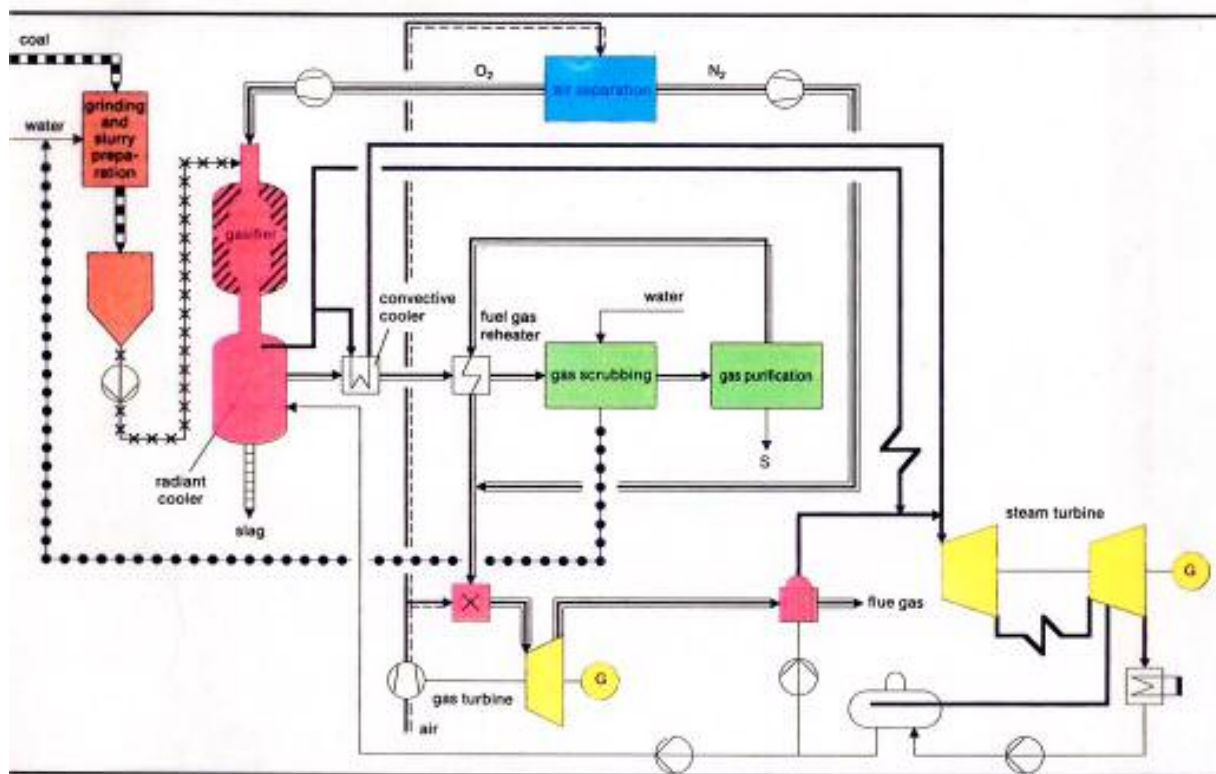 coal
O₂
N₂
air separation
grinding
and
slurry
prepa-
ration
water
gasifier
convective
cooler
fuel gas
reheater
water
gas scrubbing
gas purification
S
radiant
cooler
slag
steam turbine
G
flue gas
G
gas turbine
air